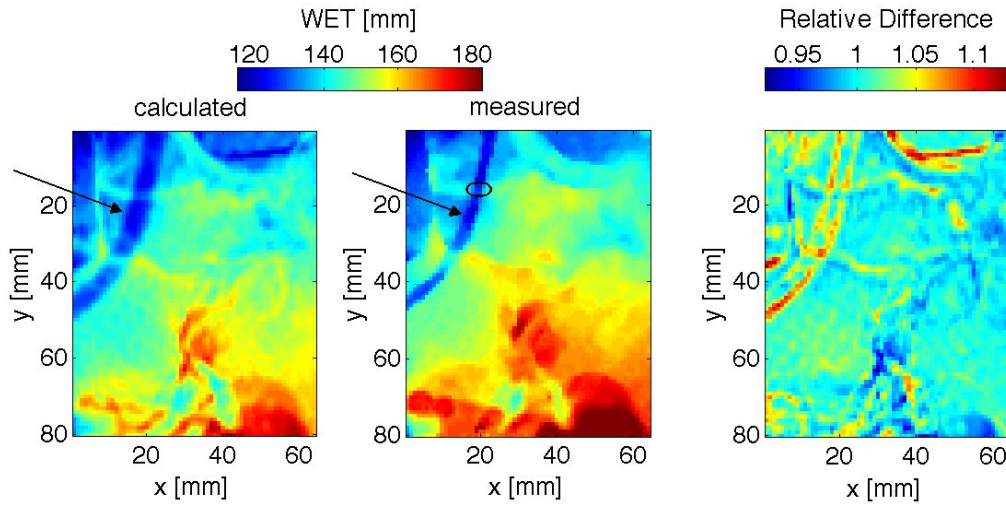 WET [mm]
120 140 160 180
calculated
measured
Relative Difference
0.95 1 1.05 1.1
y [mm]
20
40
60
80
20 40 60
x [mm]
y [mm]
20
40
60
80
20 40 60
x [mm]
y [mm]
20
40
60
80
20 40 60
x [mm]